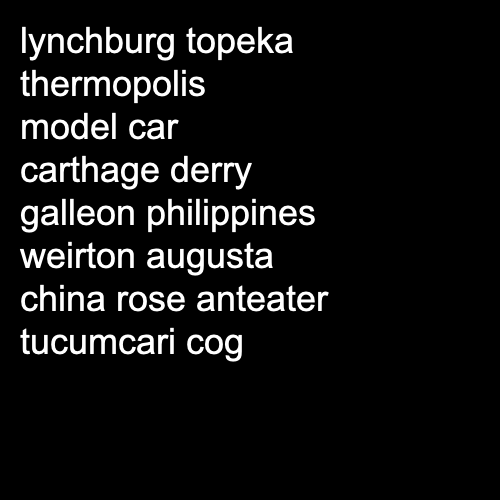 lynchburg topeka
thermopolis
model car
carthage derry
galleon philippines
weirton augusta
china rose anteater
tucumcari cog